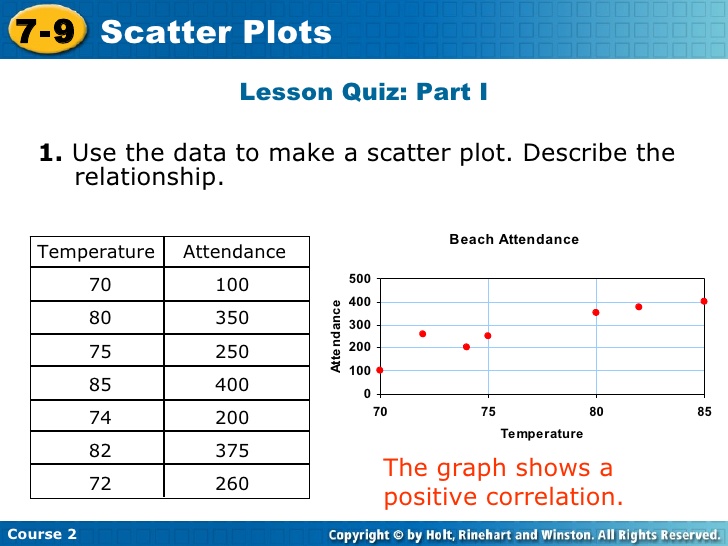 7-9 Scatter Plots
Lesson Quiz: Part I
1. Use the data to make a scatter plot. Describe the
relationship.
Temperature Attendance
70 100
80 350
75 250
85 400
74 200
82 375
72 260
Beach Attendance
Attendance
500
400
300
200
100
0
70 75 80 85
Temperature
The graph shows a
positive correlation.
Course 2
Copyright © by Holt, Rinehart and Winston. All Rights Reserved.